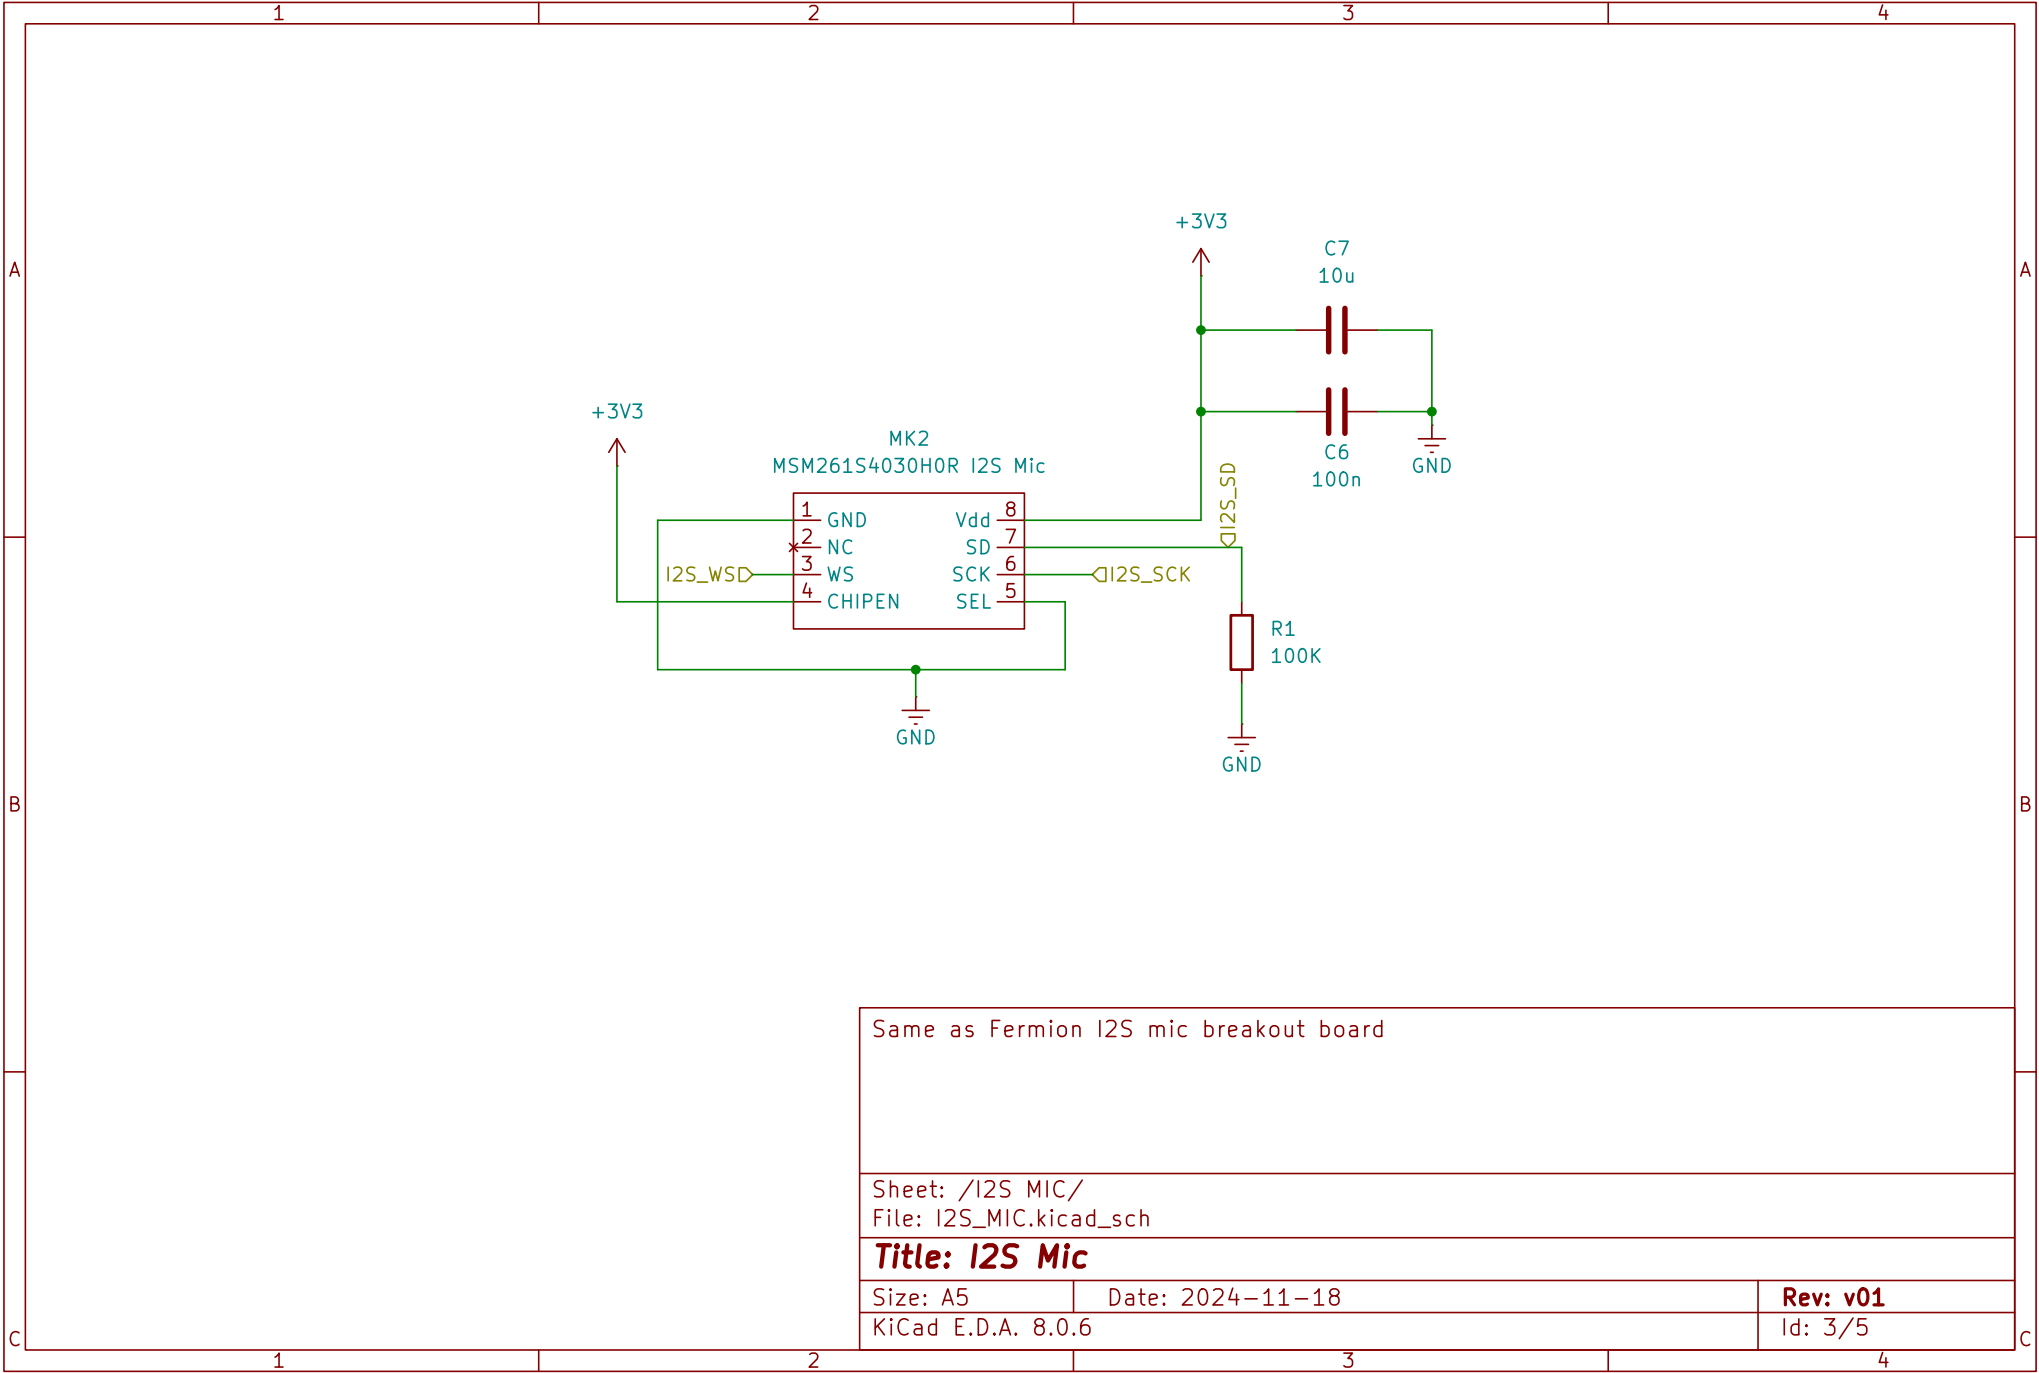 1 2 3 4
+3V3
C7
A 10u A
+3V3
MK2
C6
MSM261S4030H0R I2S Mic
GND
100n
I2S_SD
1 GND Vdd 8
2 NC SD 7
I2S_WS 3 WS SCK 6 I2S_SCK
4 CHIPEN SEL 5
R1
100K
GND
GND
B B
Same as Fermion I2S mic breakout board
Sheet: /I2S MIC/
File: I2S_MIC.kicad_sch
Title: I2S Mic
Size: A5 Date: 2024-11-18 Rev: v01
KiCad E.D.A. 8.0.6 Id: 3/5
C C
1 2 3 4